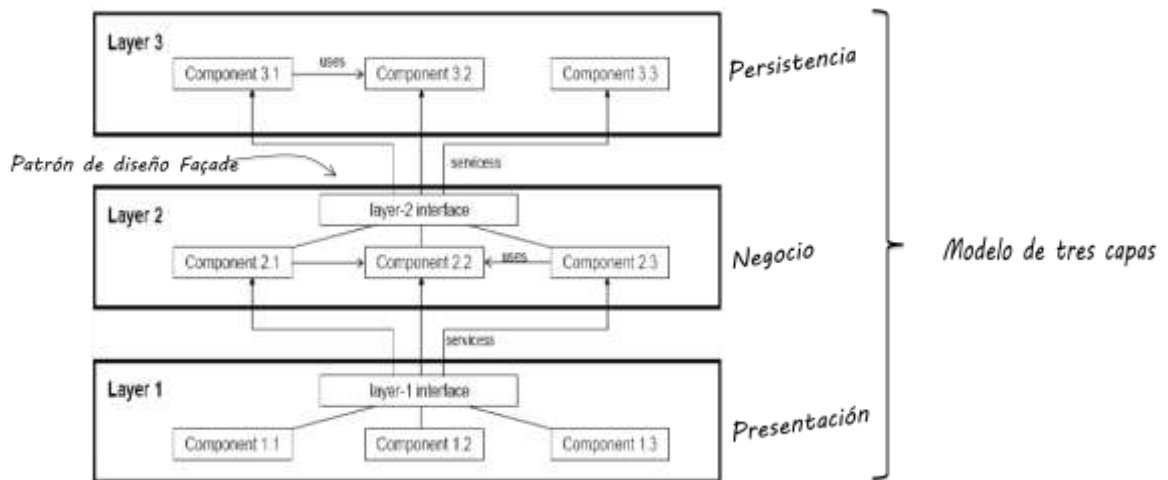 Layer 3
Component 3.1
uses
Component 3.2
Component 3.3
Persistencia
Patrón de diseño Façade
servicess
Layer 2
layer-2 interface
Component 2.1
Component 2.2
uses
Component 2.3
Negocio
Modelo de tres capas
servicess
Layer 1
layer-1 interface
Component 1.1
Component 1.2
Component 1.3
Presentación